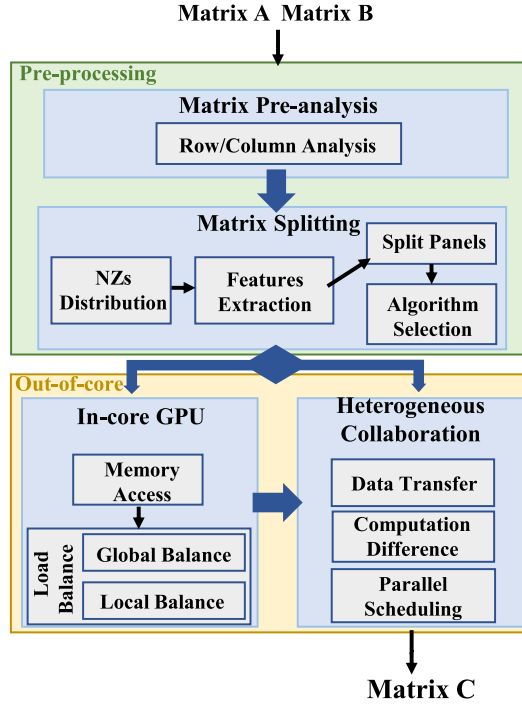 Matrix A Matrix B
Pre-processing
Matrix Pre-analysis
Row/Column Analysis
Matrix Splitting
NZs
Distribution
Features
Extraction
Split Panels
Algorithm
Selection
Out-of-core
In-core GPU
Memory
Access
Load
Balance
Global Balance
Local Balance
Heterogeneous
Collaboration
Data Transfer
Computation
Difference
Parallel
Scheduling
Matrix C